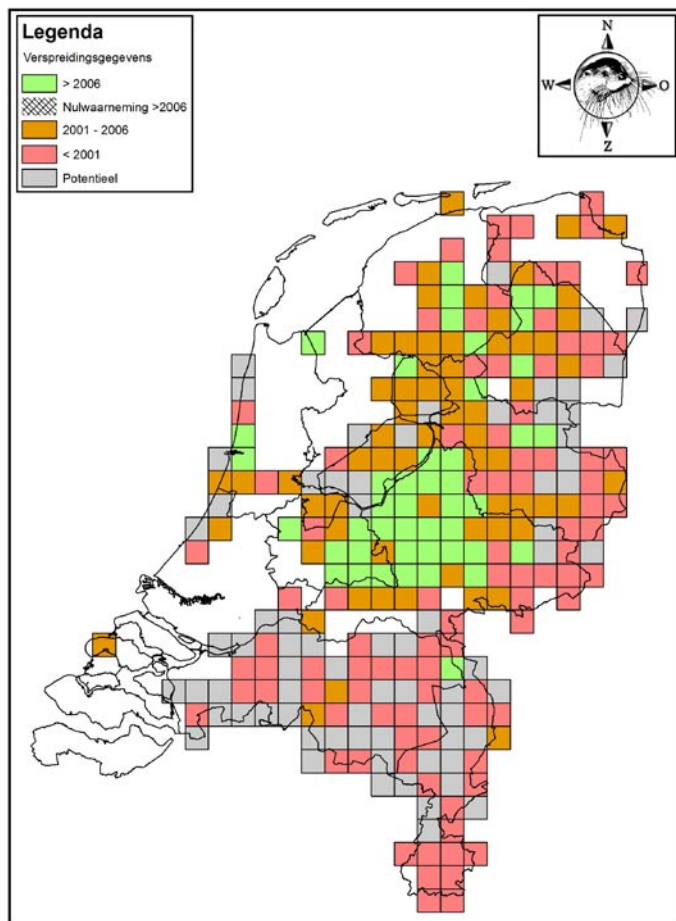 Legenda
Verspreidingsgegevens
> 2006
Nulwaarneming >2006
2001 - 2006
< 2001
Potentieel
N
W
O
Z